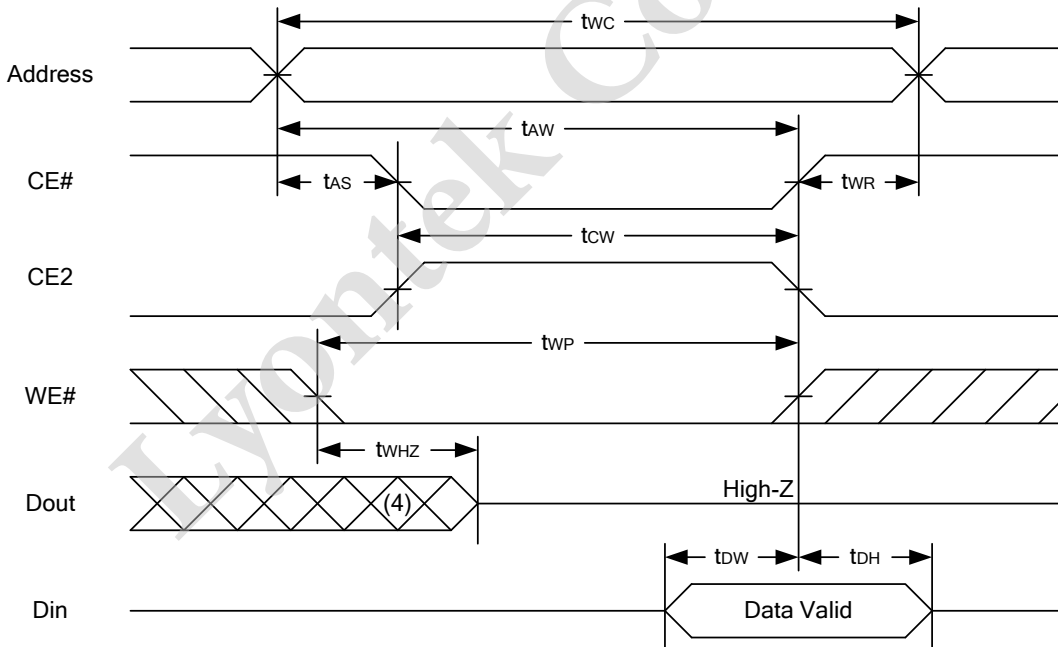 tWC
Address
tAW
CE#
tAS
tWR
tCW
CE2
tWP
WE#
tWHZ
Dout
(4)
High-Z
tDW
tDH
Din
Data Valid
Lyontek Co